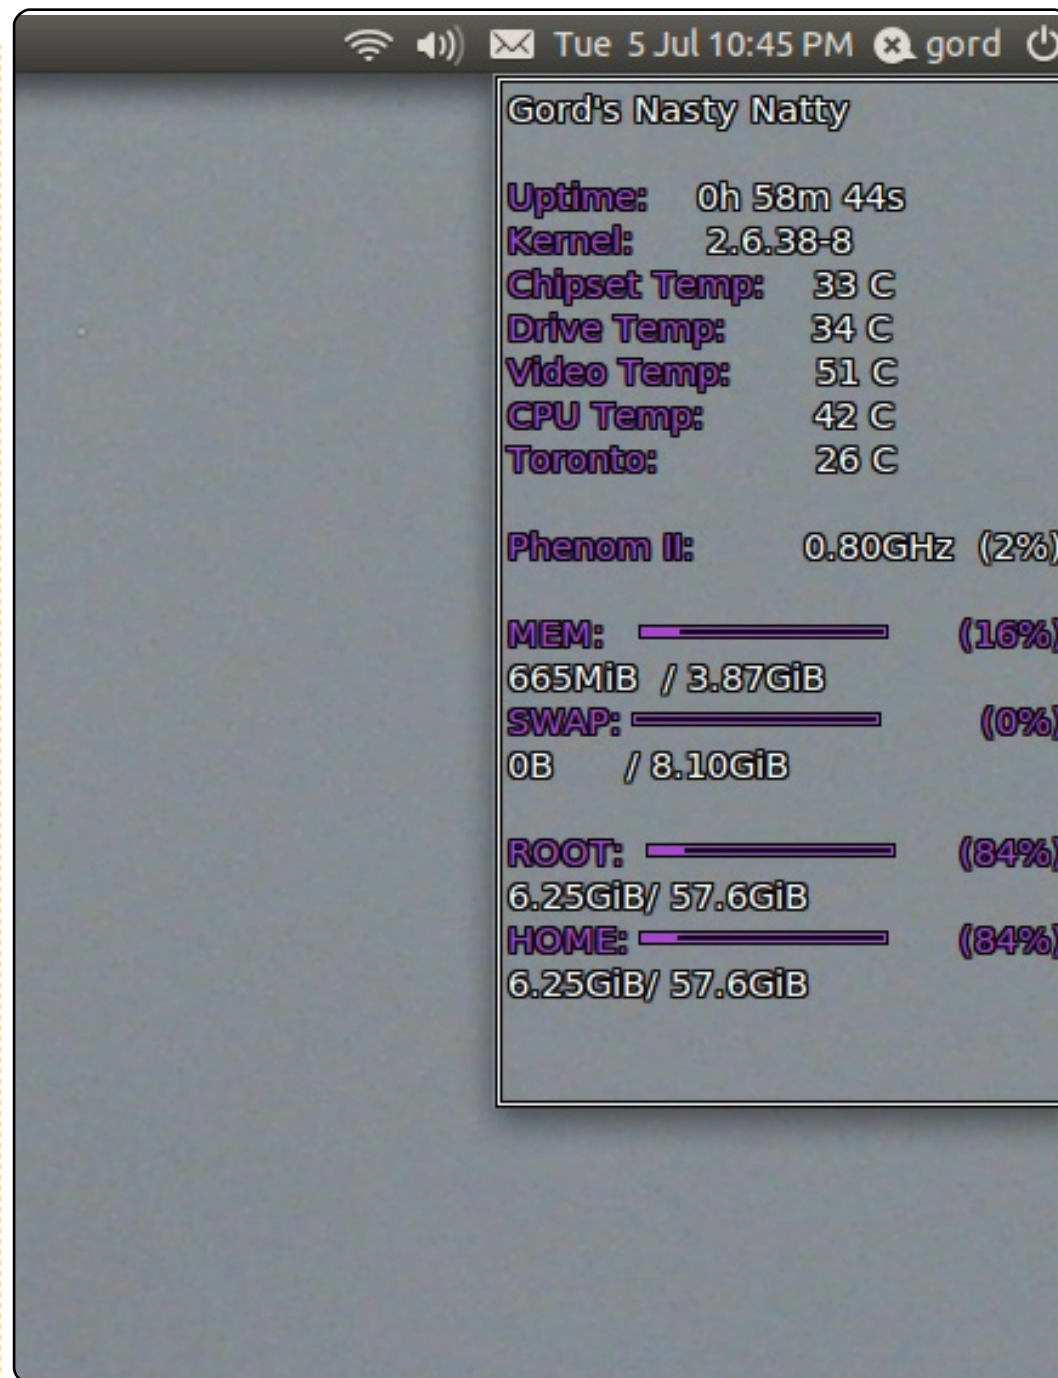 Tue 5 Jul 10:45 PM gord
Gord's Nasty Natty
Uptime: 0h 58m 44s
Kernel: 2.6.38-8
Chipset Temp: 33 C
Drive Temp: 34 C
Video Temp: 51 C
CPU Temp: 42 C
Toronto: 26 C
Phenom II: 0.80GHz (2%)
MEM: (16%)
665MiB / 3.87GiB
SWAP: (0%)
0B / 8.10GiB
ROOT: (84%)
6.25GiB/ 57.6GiB
HOME: (84%)
6.25GiB/ 57.6GiB